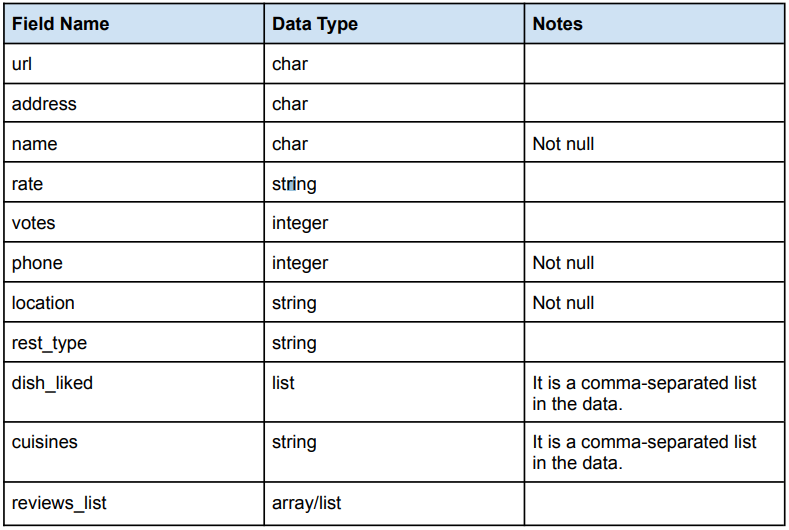 Field Name Data Type Notes
url char
address char
name char Not null
rate string
votes integer
phone integer Not null
location string Not null
rest_type string
dish_liked list It is a comma-separated list
in the data.
cuisines string It is a comma-separated list
in the data.
reviews_list array/list